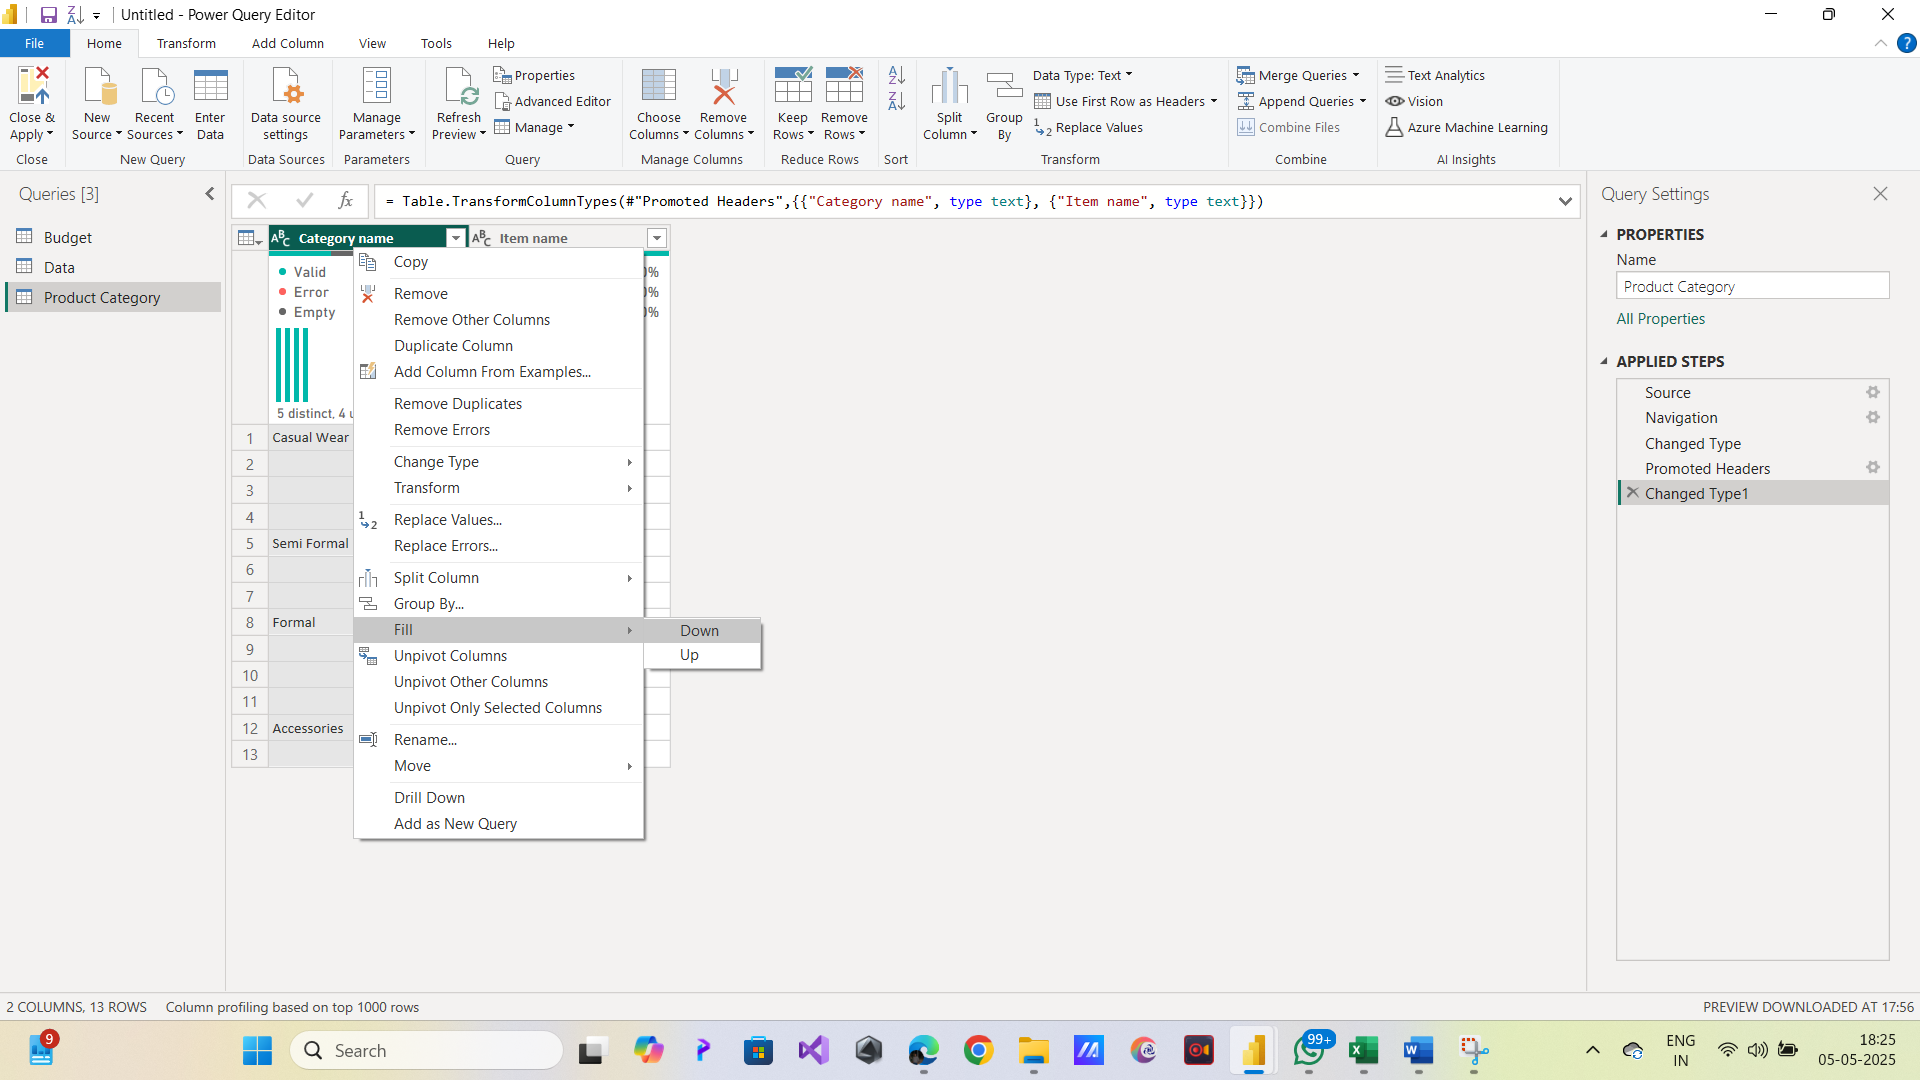 Untitled - Power Query Editor
File Home Transform Add Column View Tools Help
Close & Apply
Close
New Source
Recent Sources
Enter Data
New Query
Data source settings
Data Sources
Manage Parameters
Parameters
Refresh Preview
Properties
Advanced Editor
Manage
Query
Choose Columns
Remove Columns
Manage Columns
Keep Rows
Remove Rows
Reduce Rows
Sort
Split Column
Group By
Data Type: Text
Use First Row as Headers
Replace Values
Transform
Merge Queries
Append Queries
Combine Files
Combine
Text Analytics
Vision
Azure Machine Learning
AI Insights
Queries [3]
Budget
Data
Product Category
fx
= Table.TransformColumnTypes(#"Promoted Headers",{{"Category name", type text}, {"Item name", type text}})
ABC Category name
ABC Item name
Valid
Error
Empty
0%
0%
0%
5 distinct, 4 u
1 Casual Wear
2
3
4
5 Semi Formal
6
7
8 Formal
9
10
11
12 Accessories
13
Copy
Remove
Remove Other Columns
Duplicate Column
Add Column From Examples...
Remove Duplicates
Remove Errors
Change Type
Transform
Replace Values...
Replace Errors...
Split Column
Group By...
Fill
Unpivot Columns
Unpivot Other Columns
Unpivot Only Selected Columns
Rename...
Move
Drill Down
Add as New Query
Down
Up
Query Settings
PROPERTIES
Name
Product Category
All Properties
APPLIED STEPS
Source
Navigation
Changed Type
Promoted Headers
Changed Type1
2 COLUMNS, 13 ROWS Column profiling based on top 1000 rows
PREVIEW DOWNLOADED AT 17:56
9
Search
99+
ENG
IN
18:25
05-05-2025